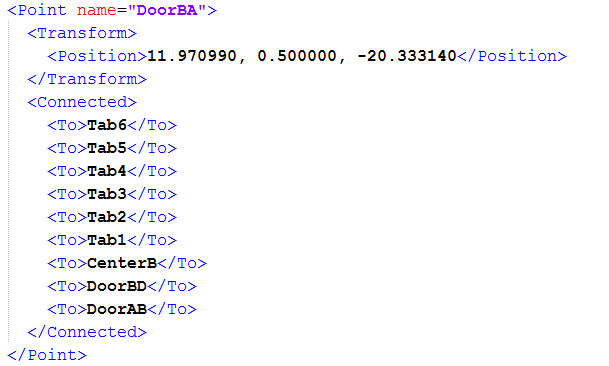 <Point name="DoorBA">
<Transform>
<Position>11.970990, 0.500000, -20.333140</Position>
</Transform>
<Connected>
<To>Tab6</To>
<To>Tab5</To>
<To>Tab4</To>
<To>Tab3</To>
<To>Tab2</To>
<To>Tab1</To>
<To>CenterB</To>
<To>DoorBD</To>
<To>DoorAB</To>
</Connected>
</Point>